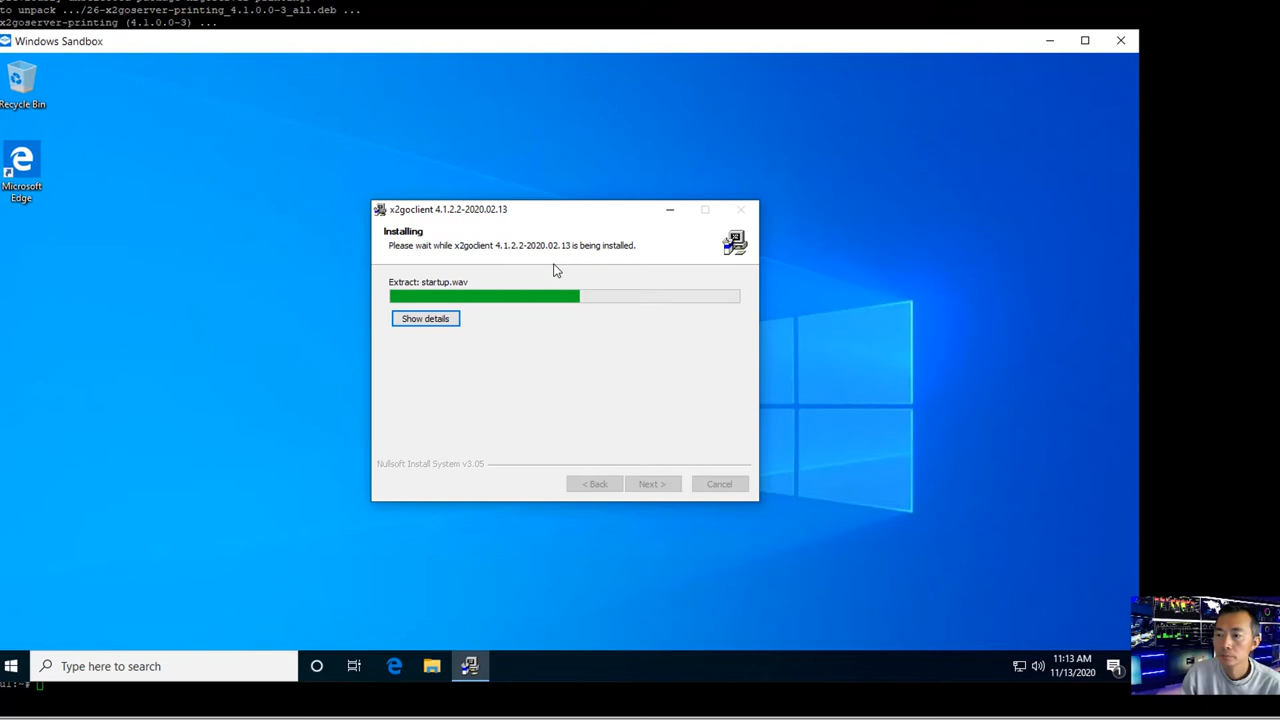 to unpack .../26-x2goserver-printing_4.1.0.0-3_all.deb ...
x2goserver-printing (4.1.0.0-3) ...
Windows Sandbox
Recycle Bin
Microsoft
Edge
x2goclient 4.1.2.2-2020.02.13
Installing
Please wait while x2goclient 4.1.2.2-2020.02.13 is being installed.
Extract: startup.wav
Show details
Nullsoft Install System v3.05
< Back
Next >
Cancel
Type here to search
11:13 AM
11/13/2020
1
ul:~#